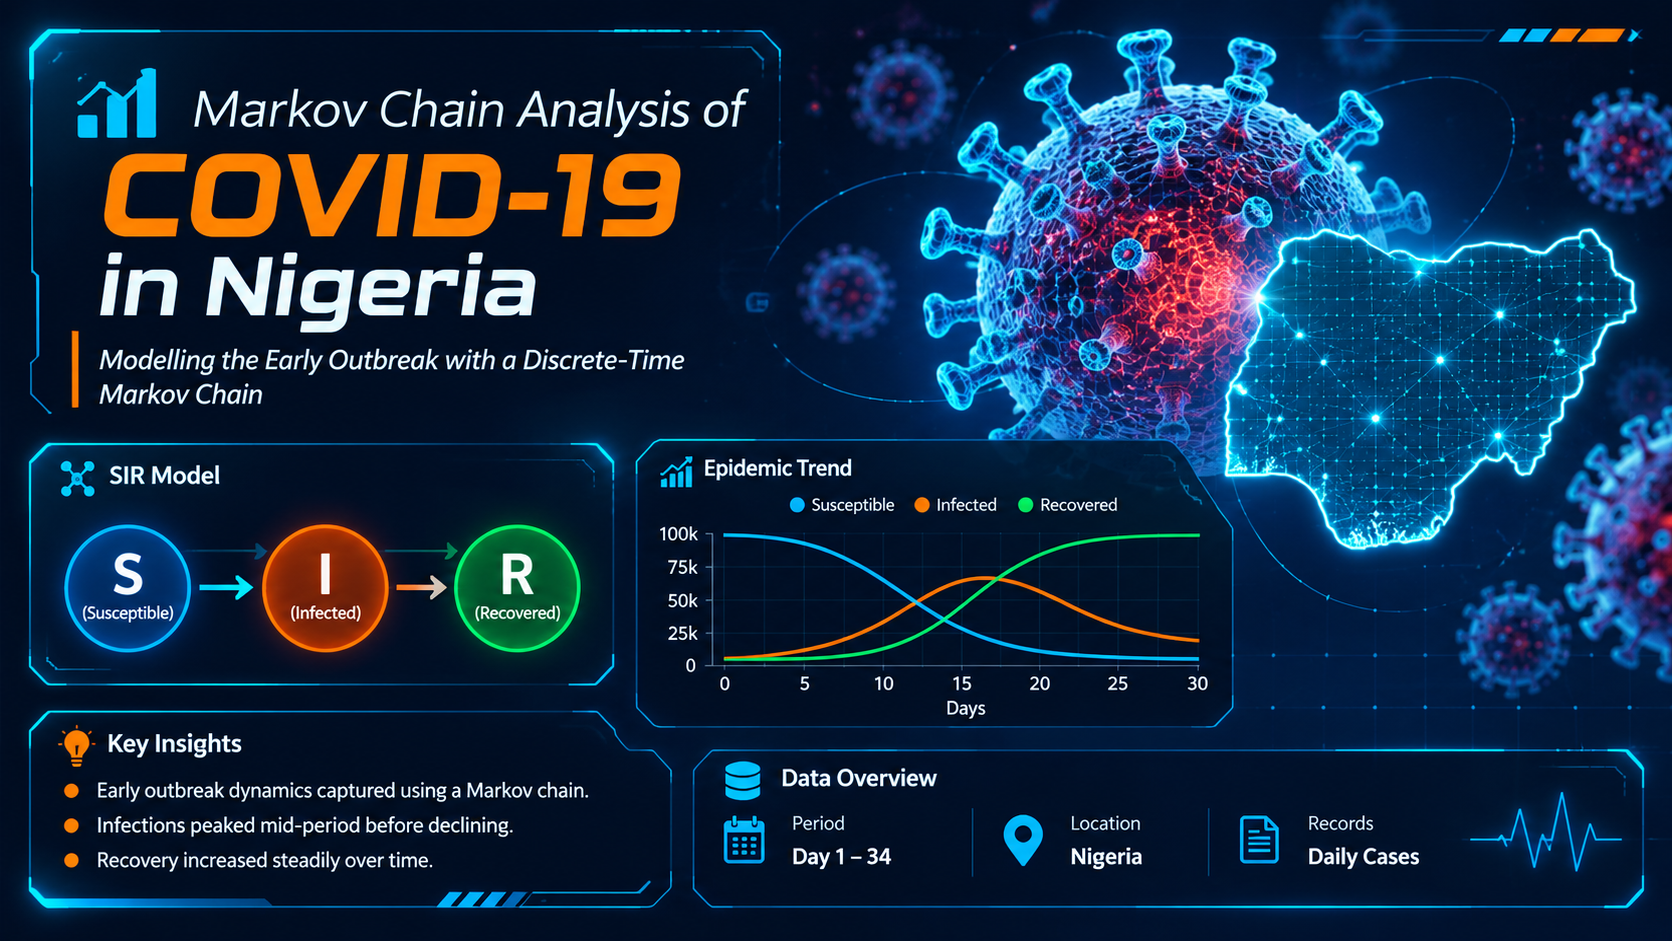 Markov Chain Analysis of
COVID-19
in Nigeria
Modelling the Early Outbreak with a Discrete-Time
Markov Chain
SIR Model
S
(Susceptible)
I
(Infected)
R
(Recovered)
Epidemic Trend
Susceptible Infected Recovered
100k
75k
50k
25k
0
0 5 10 15 20 25 30
Days
Key Insights
Early outbreak dynamics captured using a Markov chain.
Infections peaked mid-period before declining.
Recovery increased steadily over time.
Data Overview
Period
Day 1 – 34
Location
Nigeria
Records
Daily Cases